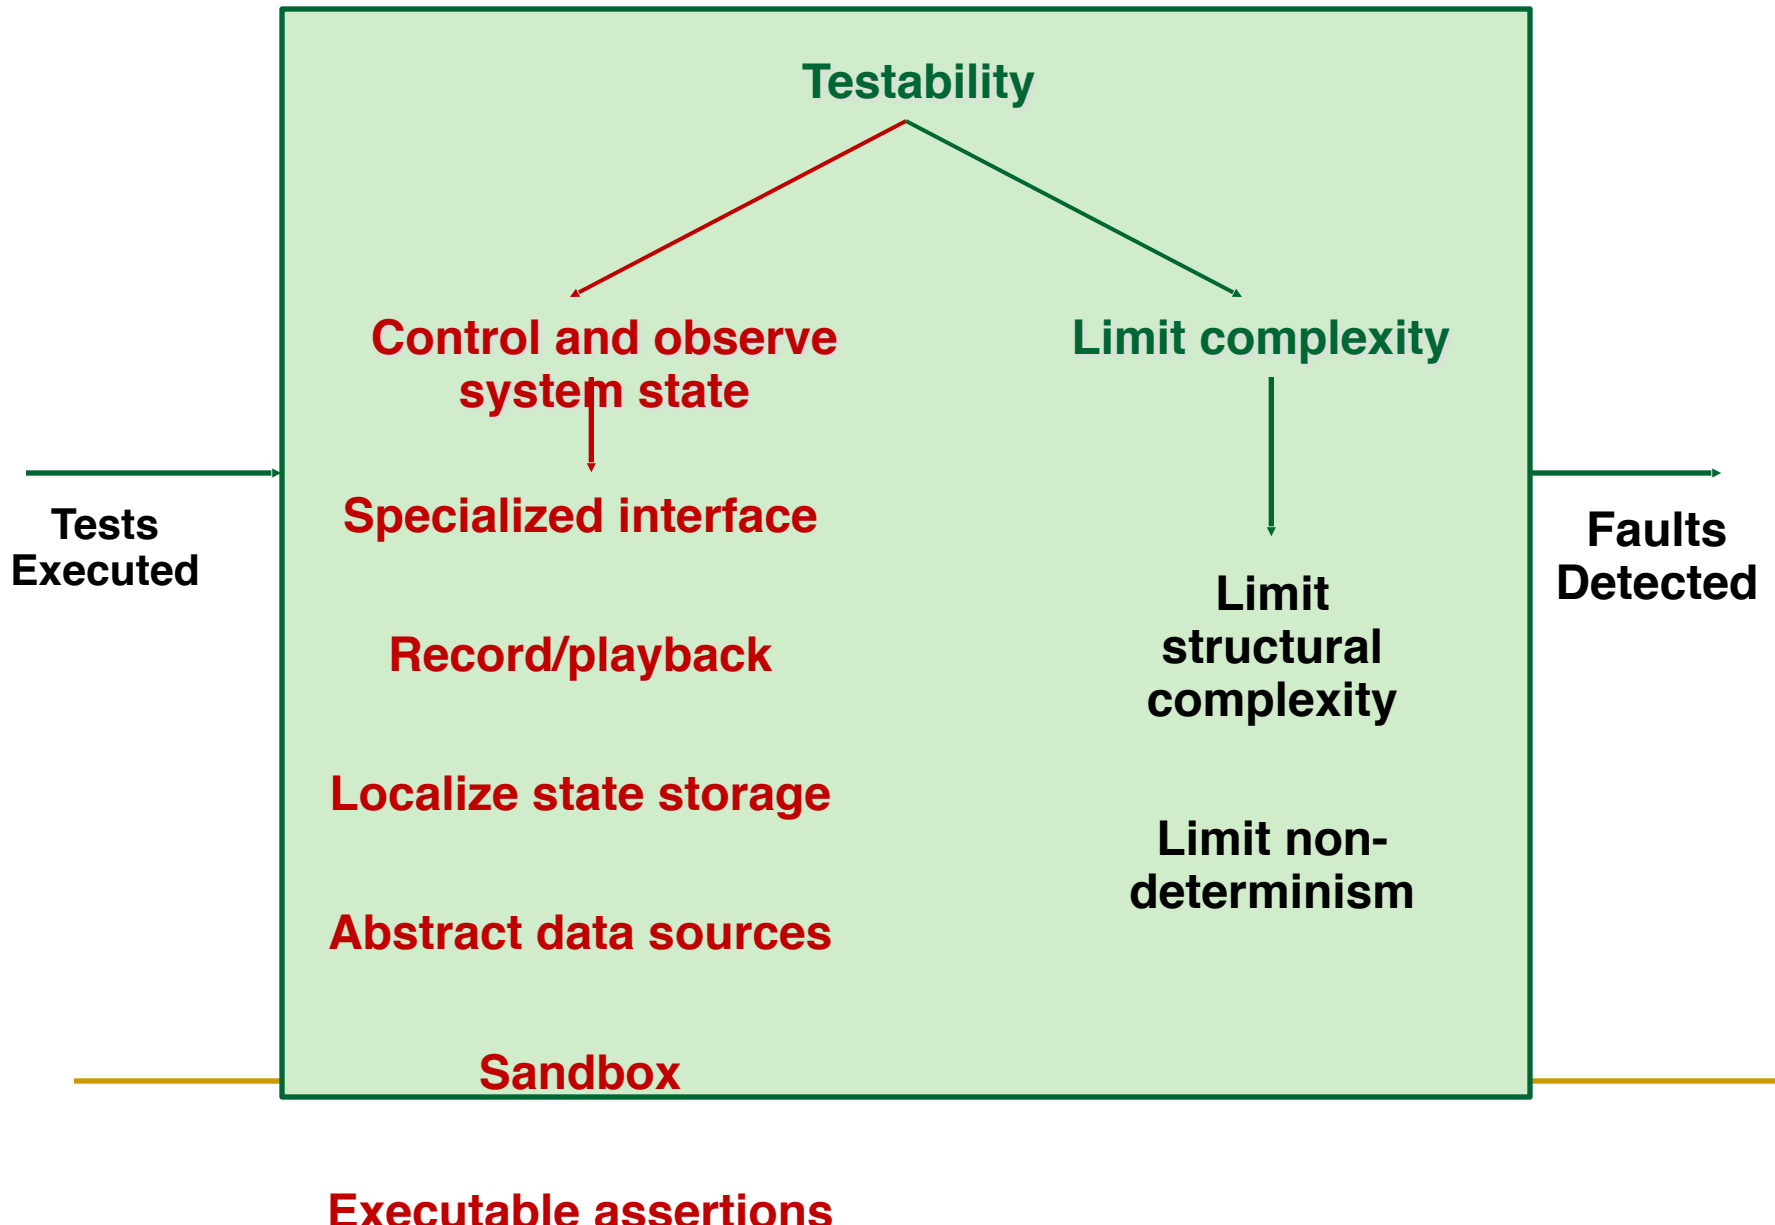 Testability
Control and observe
system state
Limit complexity
Tests
Executed
Specialized interface
Record/playback
Localize state storage
Abstract data sources
Sandbox
Executable assertions
Limit
structural
complexity
Limit non-
determinism
Faults
Detected